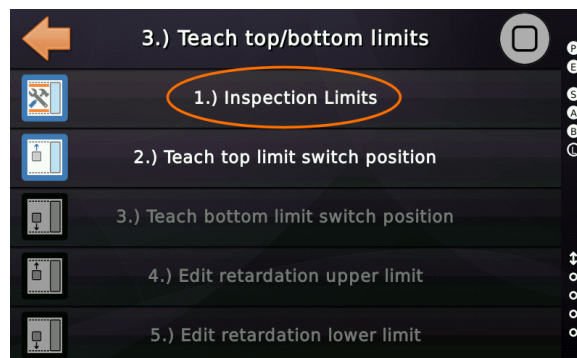 3.) Teach top/bottom limits
1.) Inspection Limits
2.) Teach top limit switch position
3.) Teach bottom limit switch position
4.) Edit retardation upper limit
5.) Edit retardation lower limit
P
E
S
A
B
L